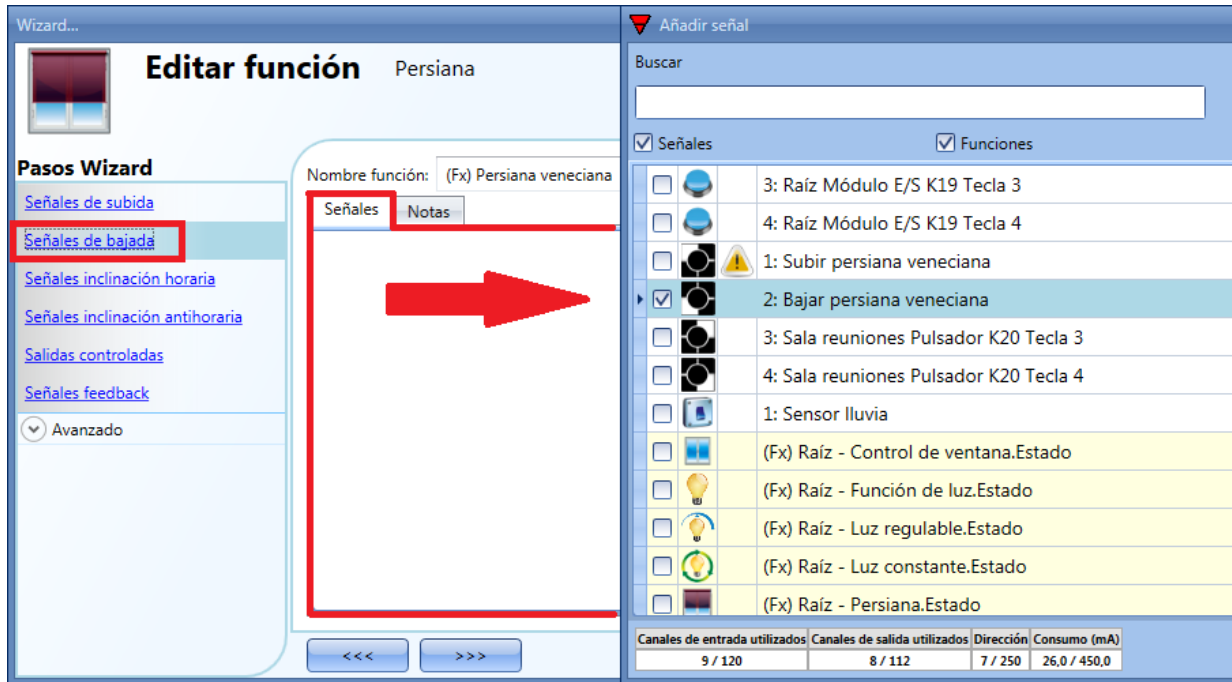 Wizard...
Editar función Persiana
Pasos Wizard
Señales de subida
Señales de bajada
Señales inclinación horaria
Señales inclinación antihoraria
Salidas controladas
Señales feedback
Avanzado
Nombre función: (Fx) Persiana veneciana
Señales Notas
<<< >>>
Añadir señal
Buscar
Señales Funciones
3: Raíz Módulo E/S K19 Tecla 3
4: Raíz Módulo E/S K19 Tecla 4
1: Subir persiana veneciana
2: Bajar persiana veneciana
3: Sala reuniones Pulsador K20 Tecla 3
4: Sala reuniones Pulsador K20 Tecla 4
1: Sensor lluvia
(Fx) Raíz - Control de ventana.Estado
(Fx) Raíz - Función de luz.Estado
(Fx) Raíz - Luz regulable.Estado
(Fx) Raíz - Luz constante.Estado
(Fx) Raíz - Persiana.Estado
Canales de entrada utilizados Canales de salida utilizados Dirección Consumo (mA)
9 / 120 8 / 112 7 / 250 26,0 / 450,0